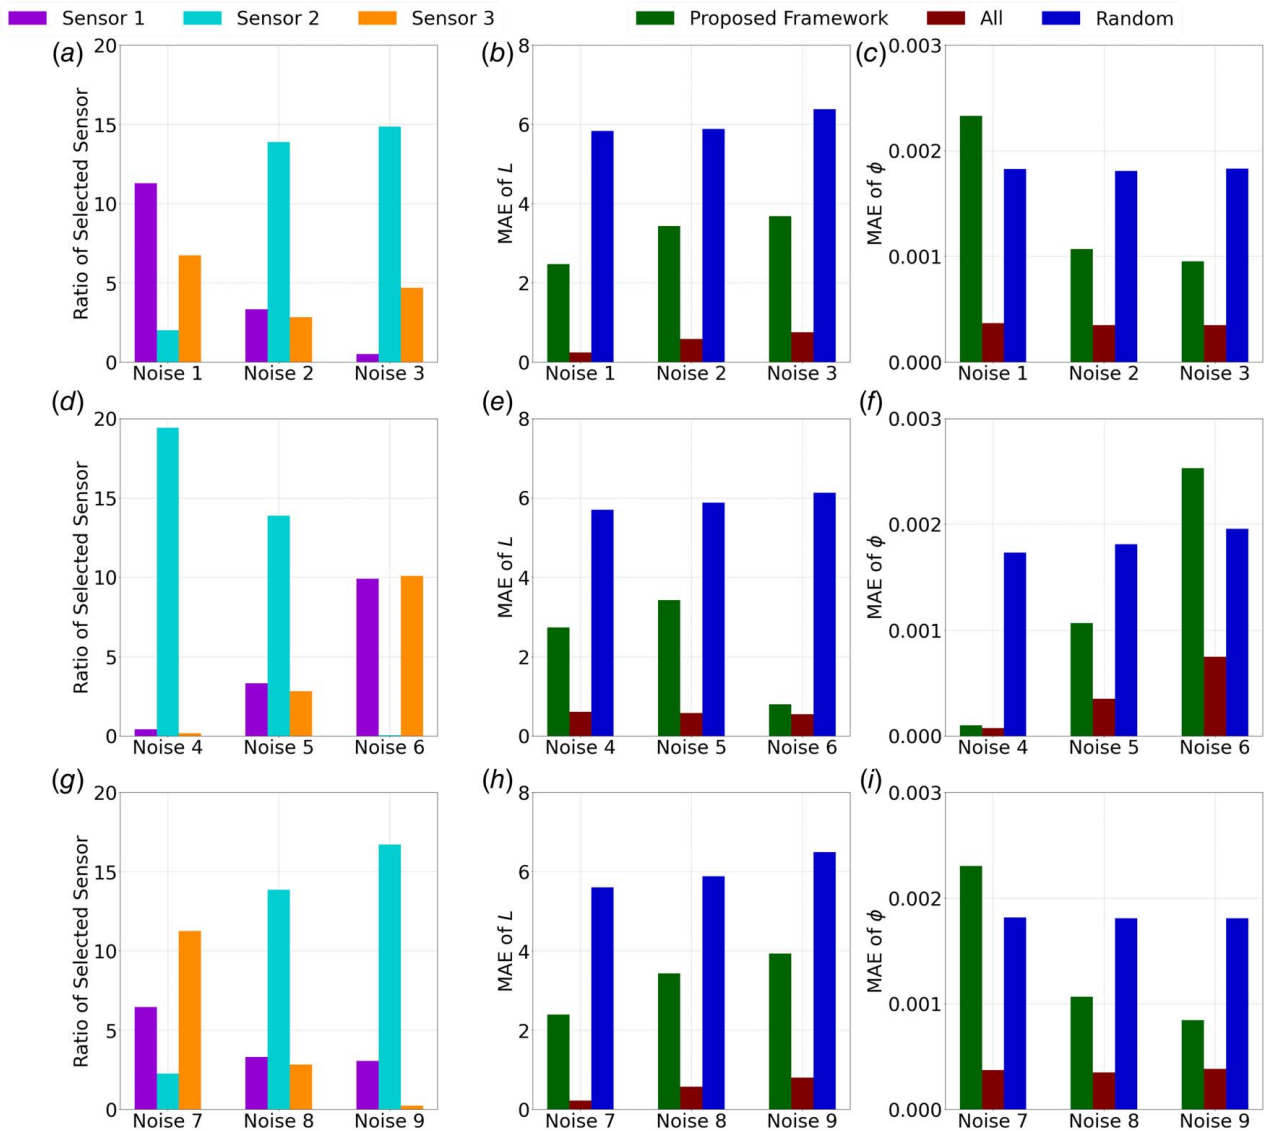 Sensor 1 Sensor 2 Sensor 3 Proposed Framework All Random
(a) (b) (c)
20 15 10 5 0
Ratio of Selected Sensor
Noise 1 Noise 2 Noise 3
8 6 4 2 0
MAE of L
Noise 1 Noise 2 Noise 3
0.003 0.002 0.001 0.000
MAE of ϕ
Noise 1 Noise 2 Noise 3
(d) (e) (f)
20 15 10 5 0
Ratio of Selected Sensor
Noise 4 Noise 5 Noise 6
8 6 4 2 0
MAE of L
Noise 4 Noise 5 Noise 6
0.003 0.002 0.001 0.000
MAE of ϕ
Noise 4 Noise 5 Noise 6
(g) (h) (i)
20 15 10 5 0
Ratio of Selected Sensor
Noise 7 Noise 8 Noise 9
8 6 4 2 0
MAE of L
Noise 7 Noise 8 Noise 9
0.003 0.002 0.001 0.000
MAE of ϕ
Noise 7 Noise 8 Noise 9